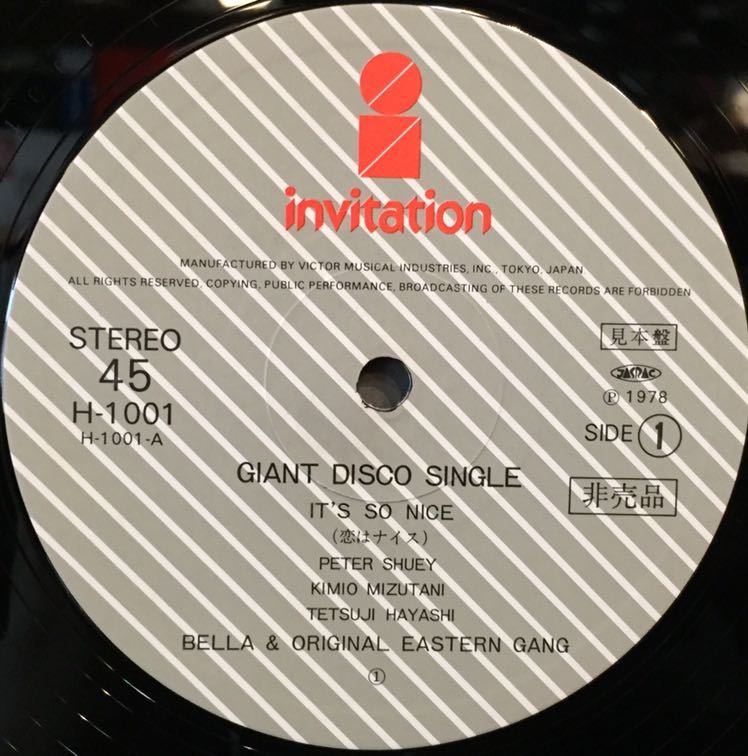 invitation
MANUFACTURED BY VICTOR MUSICAL INDUSTRIES, INC., TOKYO, JAPAN
ALL RIGHTS RESERVED, COPYING, PUBLIC PERFORMANCE, BROADCASTING OF THESE RECORDS ARE FORBIDDEN
STEREO
45
H-1001
H-1001-A
見本盤
JASRAC
Ⓟ 1978
SIDE 1
非売品
GIANT DISCO SINGLE
IT'S SO NICE
(恋はナイス)
PETER SHUEY
KIMIO MIZUTANI
TETSUJI HAYASHI
BELLA & ORIGINAL EASTERN GANG
①